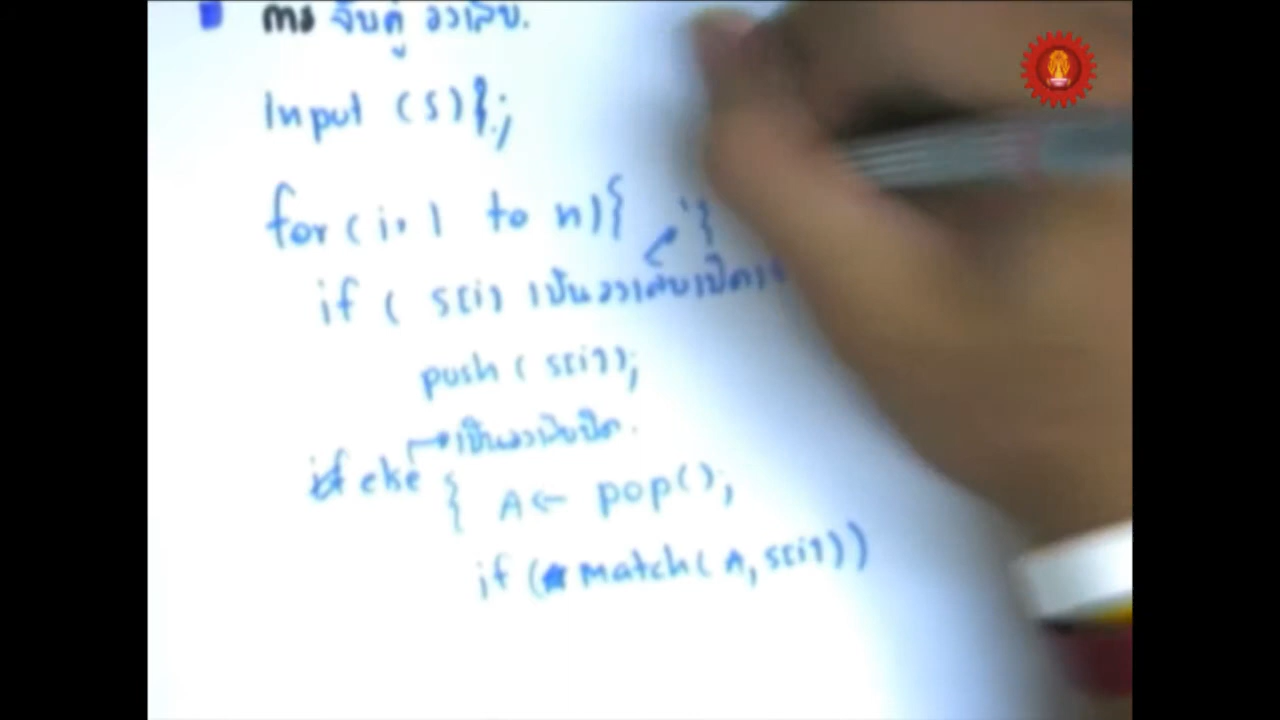 การ จับคู่ วงเล็บ.
Input (S);
for (i, 1 to n) {
if ( S[i] เป็นวงเล็บเปิด
push ( S[i]);
เป็นวงเล็บปิด.
else { A ← pop();
if ( Match( A, S[i]))